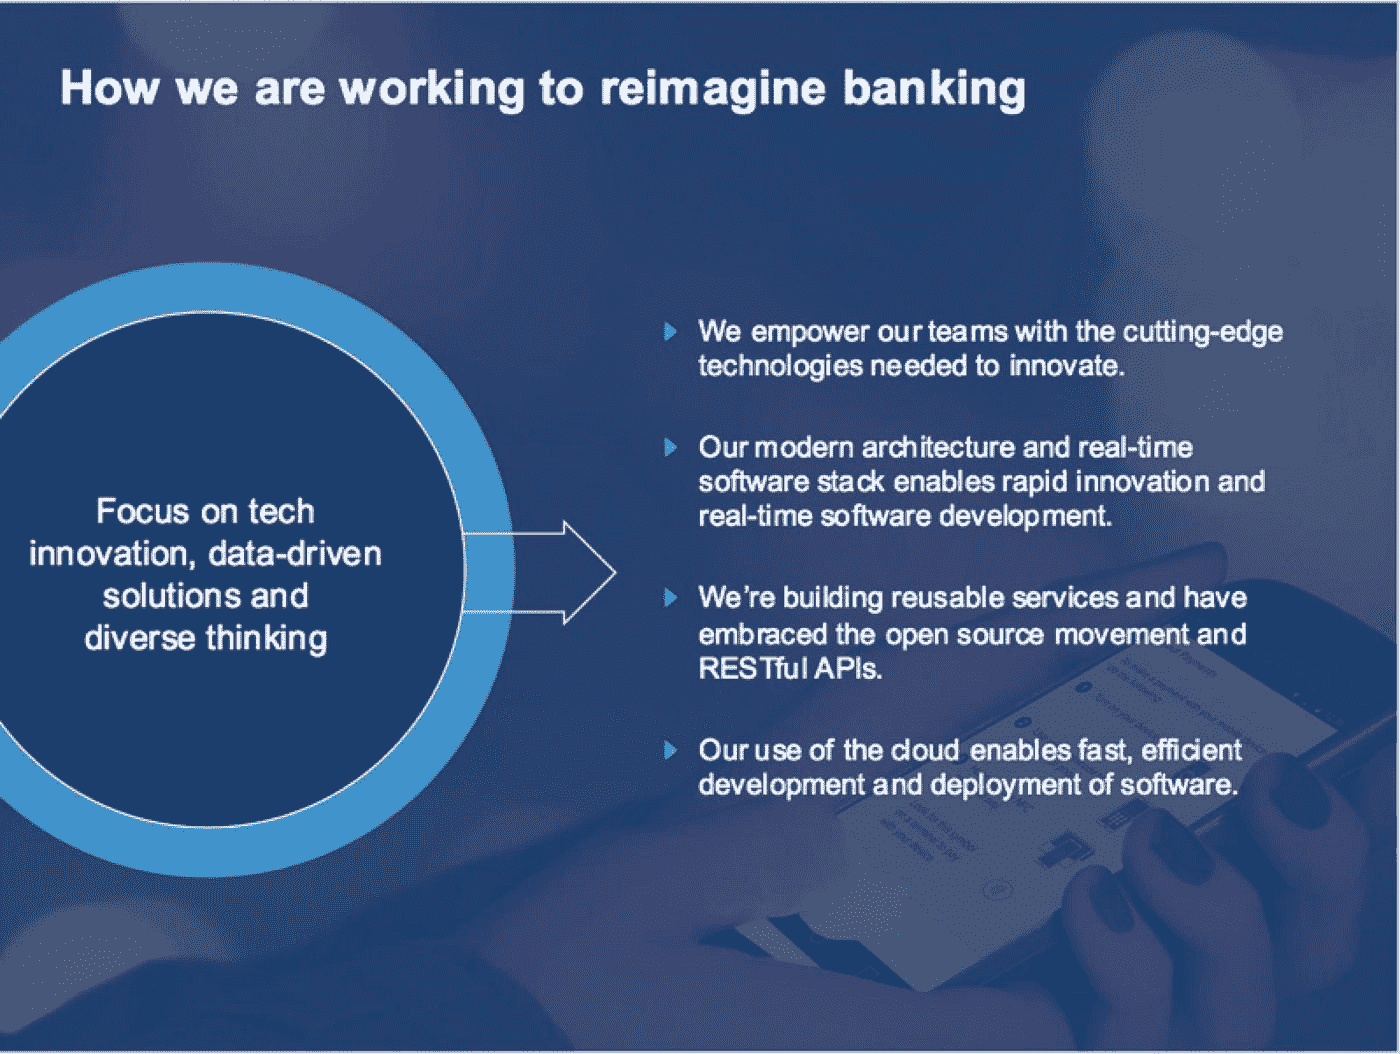 How we are working to reimagine banking
Focus on tech
innovation, data-driven
solutions and
diverse thinking
We empower our teams with the cutting-edge
technologies needed to innovate.
Our modern architecture and real-time
software stack enables rapid innovation and
real-time software development.
We're building reusable services and have
embraced the open source movement and
RESTful APIs.
Our use of the cloud enables fast, efficient
development and deployment of software.